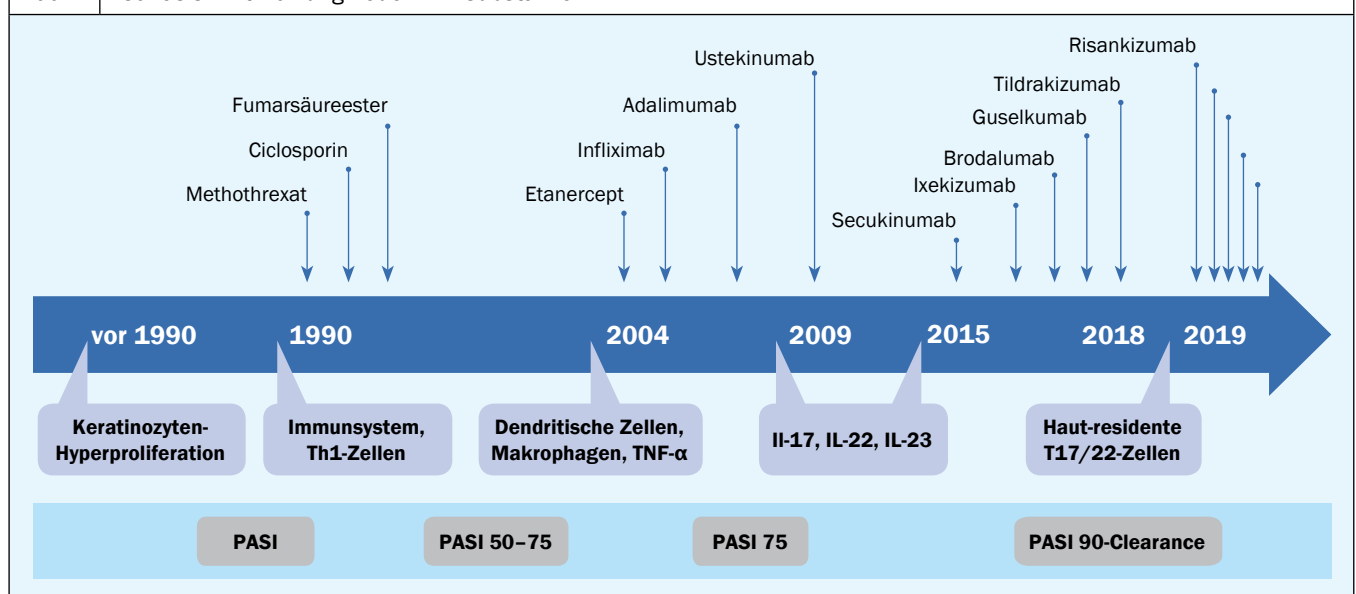 Risankizumab
Ustekinumab
Tildrakizumab
Fumarsäureester
Adalimumab
Guselkumab
Ciclosporin
Infliximab
Brodalumab
Ixekizumab
Methothrexat
Etanercept
Secukinumab
vor 1990
1990
2004
2009
2015
2018
2019
Keratinozyten-
Hyperproliferation
Immunsystem,
Th1-Zellen
Dendritische Zellen,
Makrophagen, TNF-α
Il-17, IL-22, IL-23
Haut-residente
T17/22-Zellen
PASI
PASI 50–75
PASI 75
PASI 90-Clearance